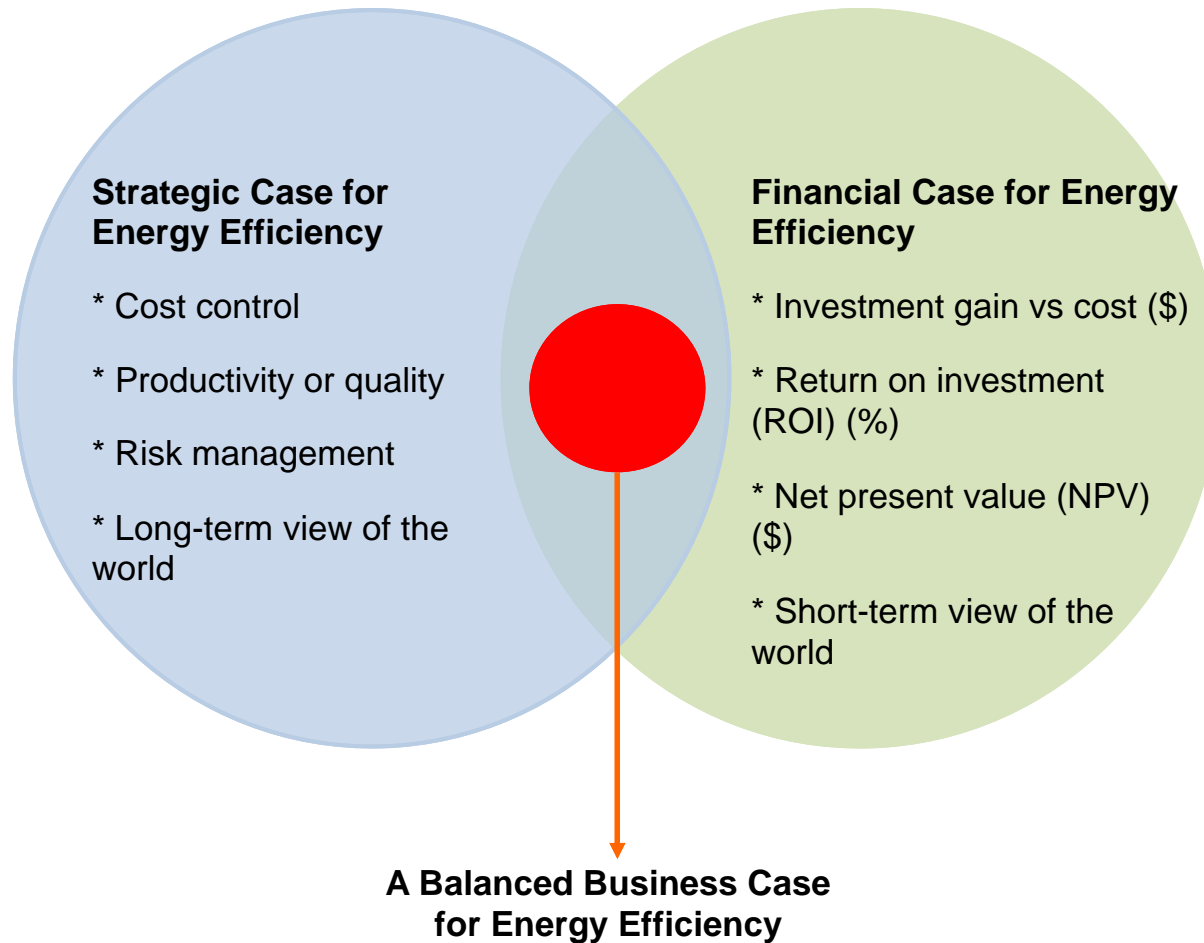 Strategic Case for
Energy Efficiency
* Cost control
* Productivity or quality
* Risk management
* Long-term view of the
world
Financial Case for Energy
Efficiency
* Investment gain vs cost ($)
* Return on investment
(ROI) (%)
* Net present value (NPV)
($)
* Short-term view of the
world
A Balanced Business Case
for Energy Efficiency